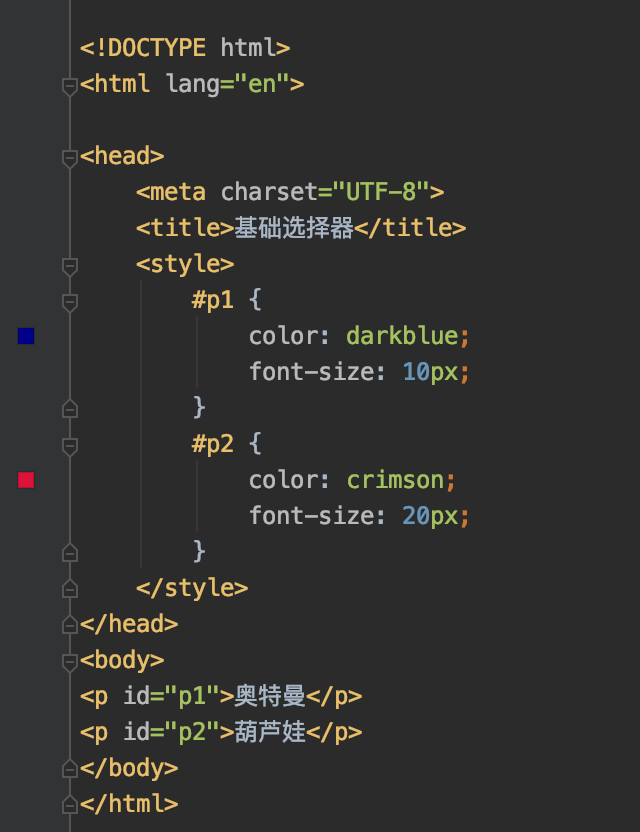 <!DOCTYPE html>
<html lang="en">
<head>
<meta charset="UTF-8">
<title>基础选择器</title>
<style>
#p1 {
color: darkblue;
font-size: 10px;
}
#p2 {
color: crimson;
font-size: 20px;
}
</style>
</head>
<body>
<p id="p1">奥特曼</p>
<p id="p2">葫芦娃</p>
</body>
</html>